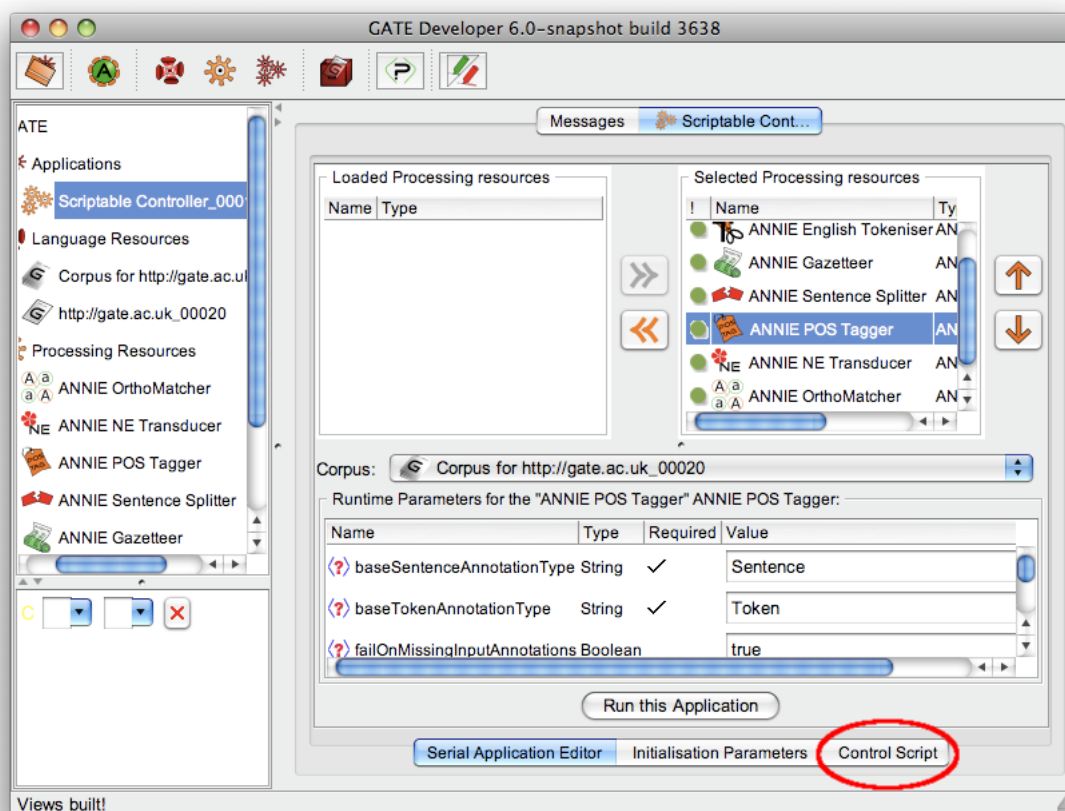 GATE Developer 6.0-snapshot build 3638
ATE
Applications
Scriptable Controller_000
Language Resources
Corpus for http://gate.ac.u
http://gate.ac.uk_00020
Processing Resources
ANNIE OrthoMatcher
ANNIE NE Transducer
ANNIE POS Tagger
ANNIE Sentence Splitter
ANNIE Gazetteer
C
Messages Scriptable Cont...
Loaded Processing resources
Name Type
Selected Processing resources
! Name Ty
ANNIE English Tokeniser AN
ANNIE Gazetteer AN
ANNIE Sentence Splitter AN
ANNIE POS Tagger AN
ANNIE NE Transducer AN
ANNIE OrthoMatcher AN
Corpus: Corpus for http://gate.ac.uk_00020
Runtime Parameters for the "ANNIE POS Tagger" ANNIE POS Tagger:
Name Type Required Value
<?> baseSentenceAnnotationType String ✓ Sentence
<?> baseTokenAnnotationType String ✓ Token
<?> failOnMissingInputAnnotations Boolean true
Run this Application
Serial Application Editor Initialisation Parameters Control Script
Views built!